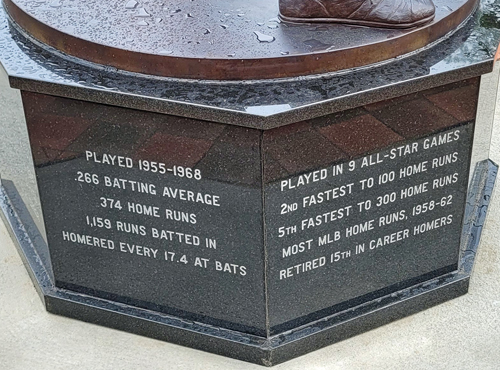 PLAYED 1955-1968
.266 BATTING AVERAGE
374 HOME RUNS
1,159 RUNS BATTED IN
HOMERED EVERY 17.4 AT BATS
PLAYED IN 9 ALL-STAR GAMES
2ND FASTEST TO 100 HOME RUNS
5TH FASTEST TO 300 HOME RUNS
MOST MLB HOME RUNS, 1958-62
RETIRED 15TH IN CAREER HOMERS